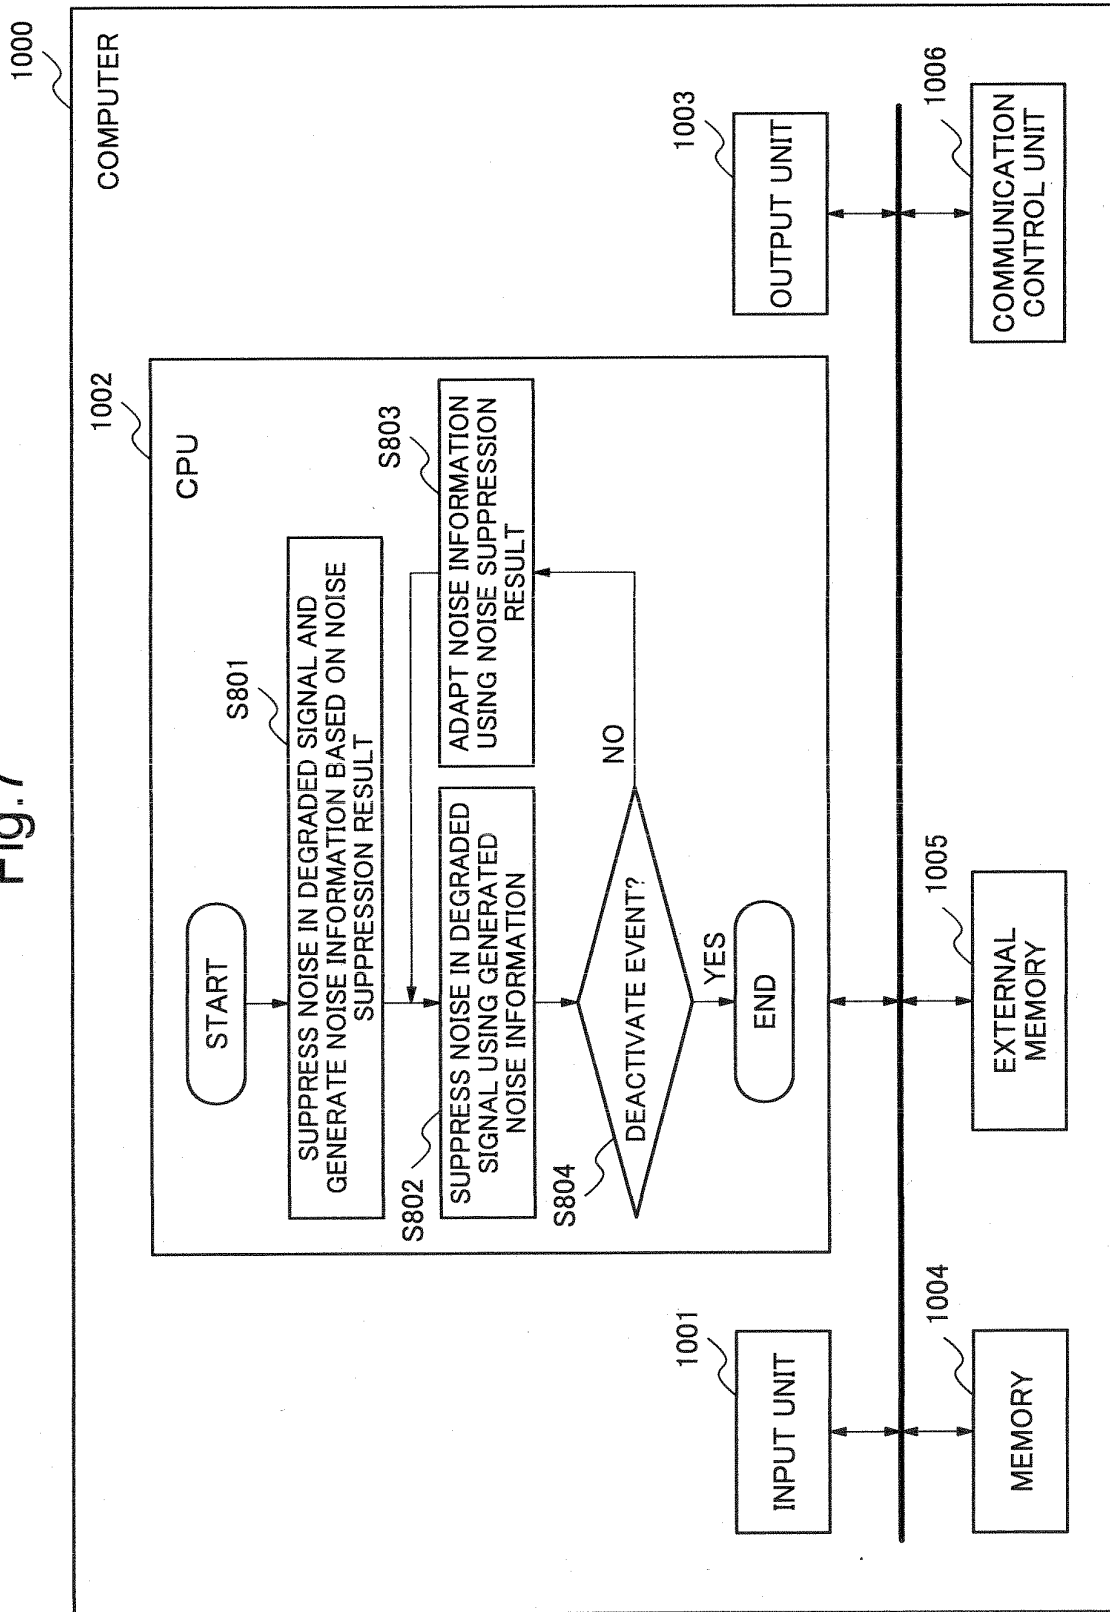 Fig.7
1000
COMPUTER
1002
CPU
START
S801
SUPPRESS NOISE IN DEGRADED SIGNAL AND
GENERATE NOISE INFORMATION BASED ON NOISE
SUPPRESSION RESULT
S802
SUPPRESS NOISE IN DEGRADED
SIGNAL USING GENERATED
NOISE INFORMATION
S803
ADAPT NOISE INFORMATION
USING NOISE SUPPRESSION
RESULT
S804
DEACTIVATE EVENT?
NO
YES
END
1001
INPUT UNIT
1003
OUTPUT UNIT
1004
MEMORY
1005
EXTERNAL
MEMORY
1006
COMMUNICATION
CONTROL UNIT